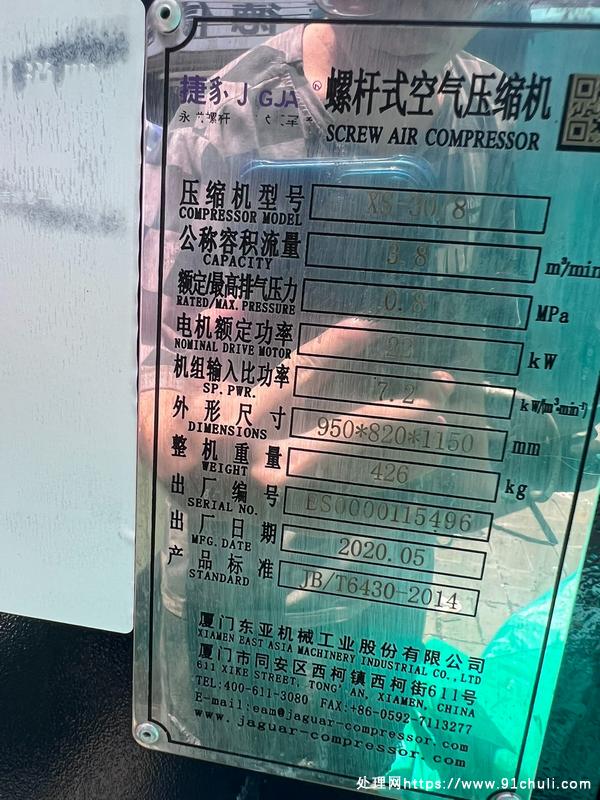 捷豹 JAGUAR®
螺杆式空气压缩机
SCREW AIR COMPRESSOR
压缩机型号 XS-30/8
COMPRESSOR MODEL
公称容积流量 3.8 m³/min
CAPACITY
额定/最高排气压力 0.8 MPa
RATED/MAX. PRESSURE
电机额定功率 kW
NOMINAL DRIVE MOTOR
机组输入比功率 7.2 kW/(m³·min⁻¹)
SP. PWR.
外形尺寸 950*820*1150 mm
DIMENSIONS
整机重量 426 kg
WEIGHT
出厂编号 ES0000115496
SERIAL NO.
出厂日期 2020.05
MFG.DATE
产品标准 JB/T6430-2014
STANDARD
厦门东亚机械工业股份有限公司
XIAMEN EAST ASIA MACHINERY INDUSTRIAL CO.,LTD
厦门市同安区西柯镇西柯街611号
611 XIKE STREET, TONG' AN, XIAMEN, CHINA
TEL:400-611-3080 FAX:+86-0592-7113277
E-mail:eam@jaguar-compressor.com
www.jaguar-compressor.com
处理网https://www.91chuli.com